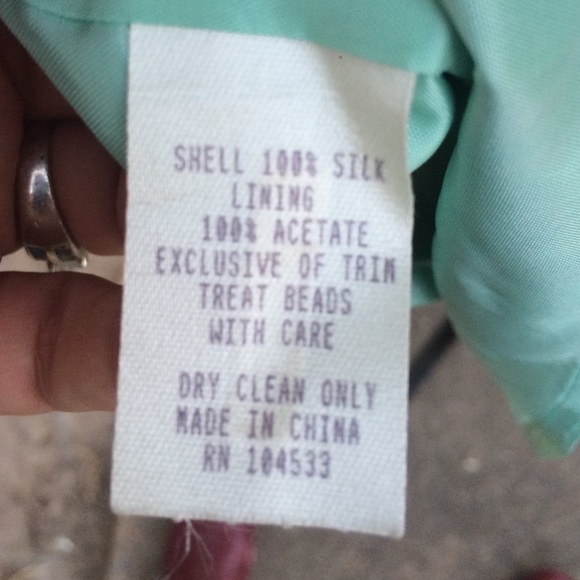 SHELL 100% SILK
LINING
100% ACETATE
EXCLUSIVE OF TRIM
TREAT BEADS
WITH CARE
DRY CLEAN ONLY
MADE IN CHINA
RN 104533